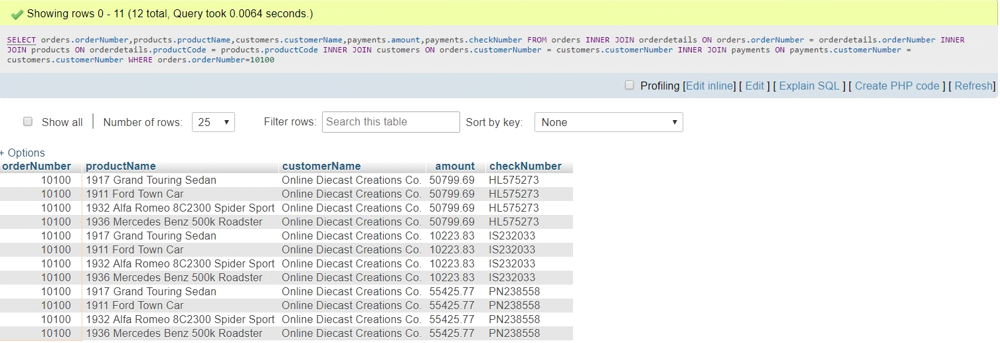 Showing rows 0 - 11 (12 total, Query took 0.0064 seconds.)
SELECT orders.orderNumber,products.productName,customers.customerName,payments.amount,payments.checkNumber FROM orders INNER JOIN orderdetails ON orders.orderNumber = orderdetails.orderNumber INNER
JOIN products ON orderdetails.productCode = products.productCode INNER JOIN customers ON orders.customerNumber = customers.customerNumber INNER JOIN payments ON payments.customerNumber =
customers.customerNumber WHERE orders.orderNumber=10100
Profiling [Edit inline] [ Edit ] [ Explain SQL ] [ Create PHP code ] [ Refresh]
Show all Number of rows: 25 Filter rows: Search this table Sort by key: None
+ Options
orderNumber productName customerName amount checkNumber
10100 1917 Grand Touring Sedan Online Diecast Creations Co. 50799.69 HL575273
10100 1911 Ford Town Car Online Diecast Creations Co. 50799.69 HL575273
10100 1932 Alfa Romeo 8C2300 Spider Sport Online Diecast Creations Co. 50799.69 HL575273
10100 1936 Mercedes Benz 500k Roadster Online Diecast Creations Co. 50799.69 HL575273
10100 1917 Grand Touring Sedan Online Diecast Creations Co. 10223.83 IS232033
10100 1911 Ford Town Car Online Diecast Creations Co. 10223.83 IS232033
10100 1932 Alfa Romeo 8C2300 Spider Sport Online Diecast Creations Co. 10223.83 IS232033
10100 1936 Mercedes Benz 500k Roadster Online Diecast Creations Co. 10223.83 IS232033
10100 1917 Grand Touring Sedan Online Diecast Creations Co. 55425.77 PN238558
10100 1911 Ford Town Car Online Diecast Creations Co. 55425.77 PN238558
10100 1932 Alfa Romeo 8C2300 Spider Sport Online Diecast Creations Co. 55425.77 PN238558
10100 1936 Mercedes Benz 500k Roadster Online Diecast Creations Co. 55425.77 PN238558